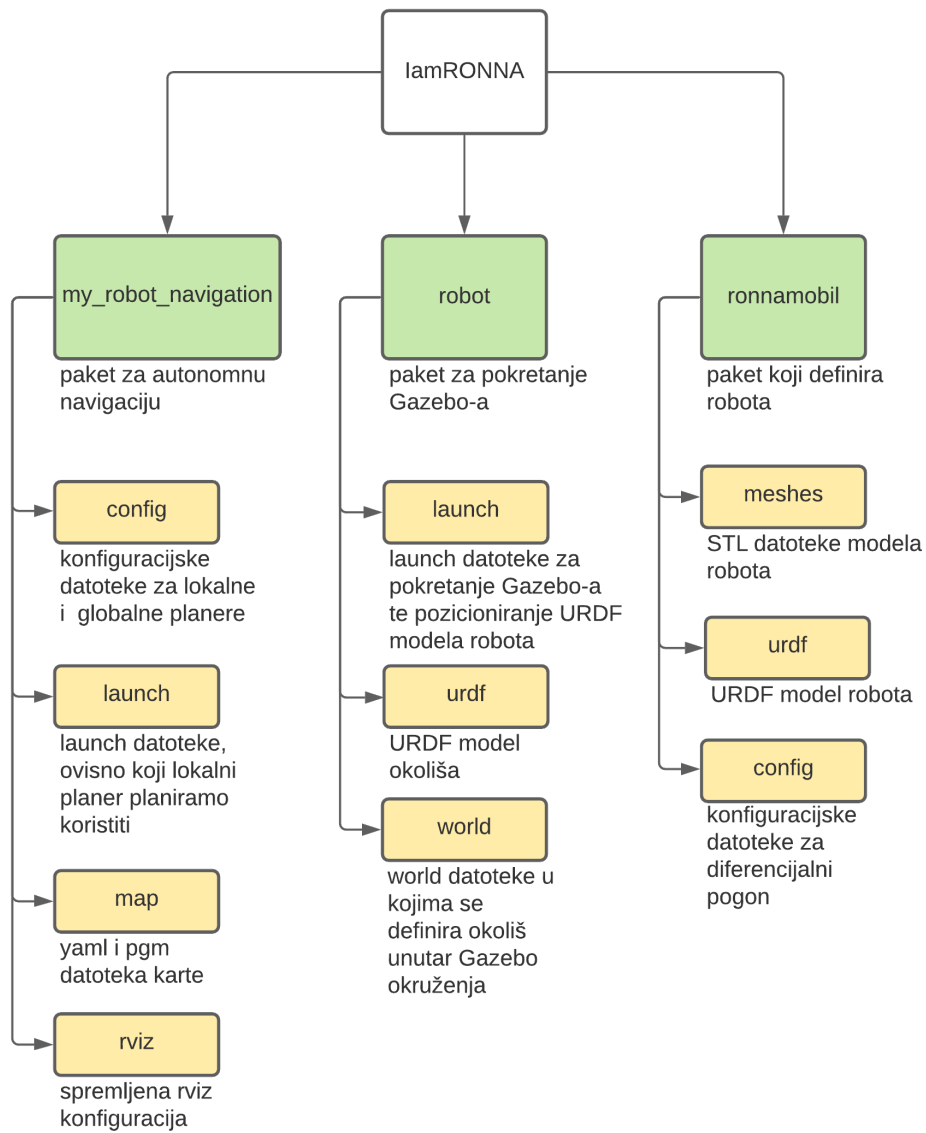 IamRONNA
my_robot_navigation
paket za autonomnu
navigaciju
config
konfiguracijske
datoteke za lokalne
i  globalne planere
launch
launch datoteke,
ovisno koji lokalni
planer planiramo
koristiti
map
yaml i pgm
datoteka karte
rviz
spremljena rviz
konfiguracija
robot
paket za pokretanje
Gazebo-a
launch
launch datoteke za
pokretanje Gazebo-a
te pozicioniranje URDF
modela robota
urdf
URDF model
okoliša
world
world datoteke u
kojima se
definira okoliš
unutar Gazebo
okruženja
ronnamobil
paket koji definira
robota
meshes
STL datoteke modela
robota
urdf
URDF model robota
config
konfiguracijske
datoteke za
diferencijalni
pogon